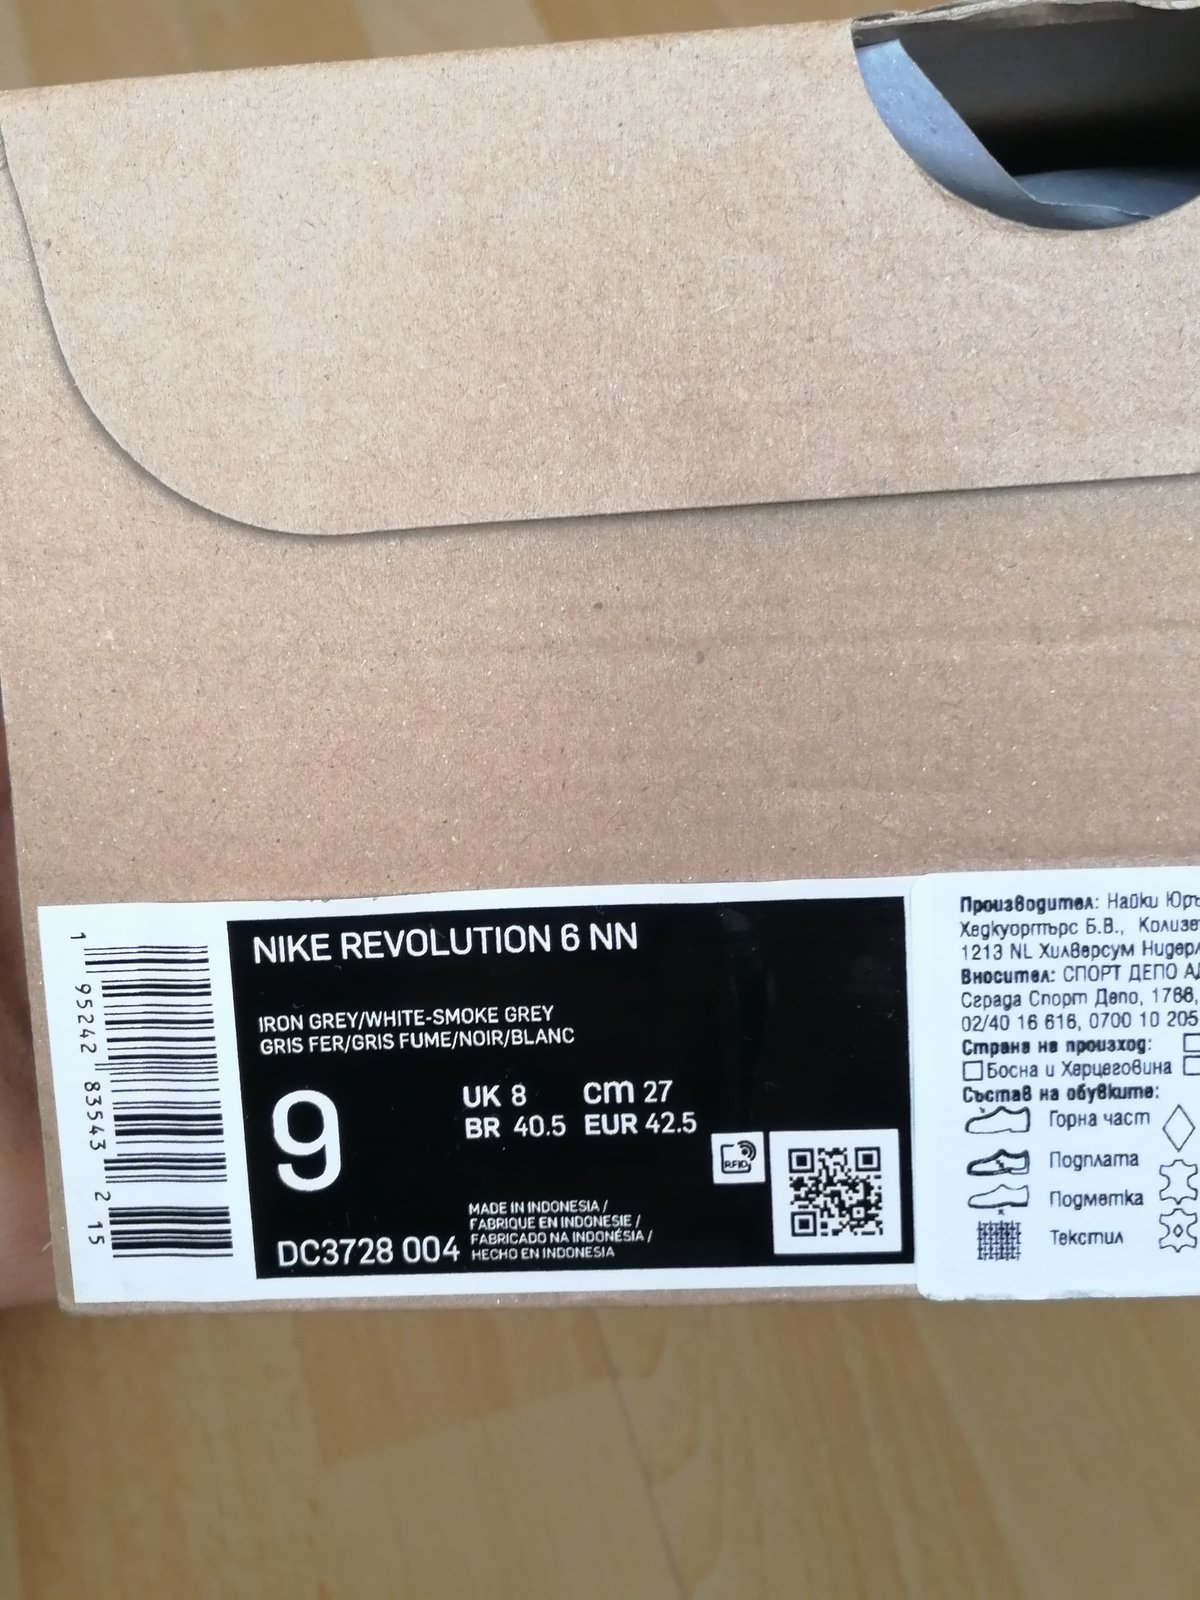 NIKE REVOLUTION 6 NN
IRON GREY/WHITE-SMOKE GREY
GRIS FER/GRIS FUME/NOIR/BLANC
9
UK 8 cm 27
BR 40.5 EUR 42.5
RFID
MADE IN INDONESIA /
FABRIQUE EN INDONESIE /
FABRICADO NA INDONÉSIA /
HECHO EN INDONESIA
DC3728 004
1 95242 83543 2 15
Производител: Найки
Хедкуортърс Б.В.,
1213 NL Хилверсум
Вносител: СПОРТ ДЕПО
Сграда Спорт Депо, 1766,
02/40 16 616, 0700 10 205
Страна на произход:
Босна и Херцеговина
Състав на обувките:
Горна част
Подплата
Подметка
Текстил